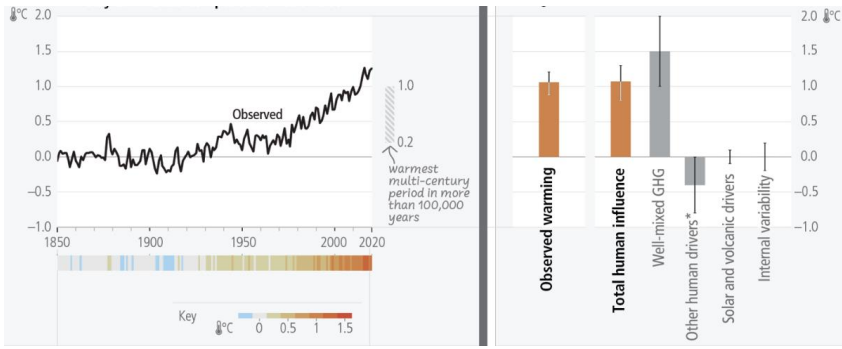 °C 2.0
1.5
1.0
0.5
0.0
−0.5
−1.0
Observed
1.0
0.2
warmest
multi-century
period in more
than 100,000
years
1850
1900
1950
2000
2020
Key
°C
0
0.5
1
1.5
2.0 °C
1.5
1.0
0.5
0.0
−0.5
−1.0
Observed warming
Total human influence
Well-mixed GHG
Other human drivers*
Solar and volcanic drivers
Internal variability